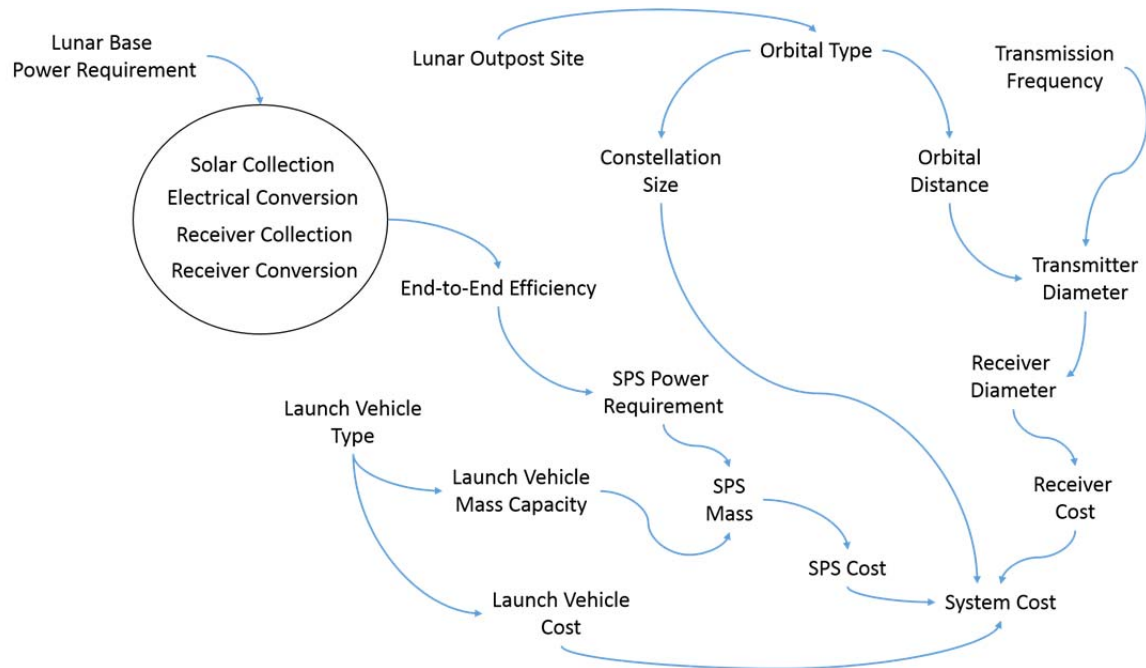 Lunar Base
Power Requirement
Lunar Outpost Site
Orbital Type
Transmission
Frequency
Solar Collection
Electrical Conversion
Receiver Collection
Receiver Conversion
Constellation
Size
Orbital
Distance
End-to-End Efficiency
Transmitter
Diameter
SPS Power
Requirement
Receiver
Diameter
Launch Vehicle
Type
Launch Vehicle
Mass Capacity
SPS
Mass
Receiver
Cost
SPS Cost
Launch Vehicle
Cost
System Cost